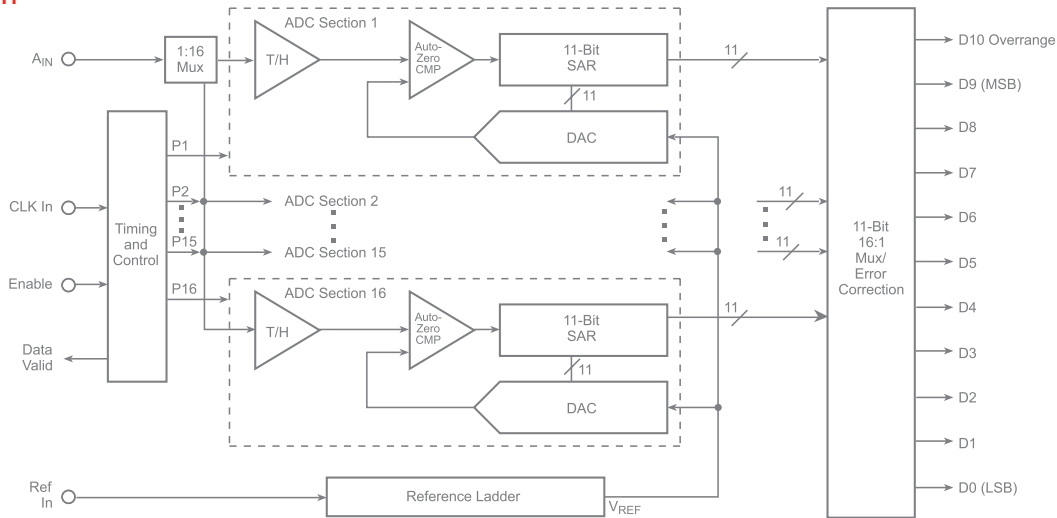 ADC Section 1
A_IN
1:16
Mux
T/H
Auto-
Zero
CMP
11-Bit
SAR
11
11
DAC
P1
CLK In
Timing
and
Control
P2
P15
P16
ADC Section 2
ADC Section 15
11
11
Enable
Data
Valid
ADC Section 16
T/H
Auto-
Zero
CMP
11-Bit
SAR
11
11
DAC
Ref
In
Reference Ladder
V_REF
11-Bit
16:1
Mux/
Error
Correction
D10 Overrange
D9 (MSB)
D8
D7
D6
D5
D4
D3
D2
D1
D0 (LSB)